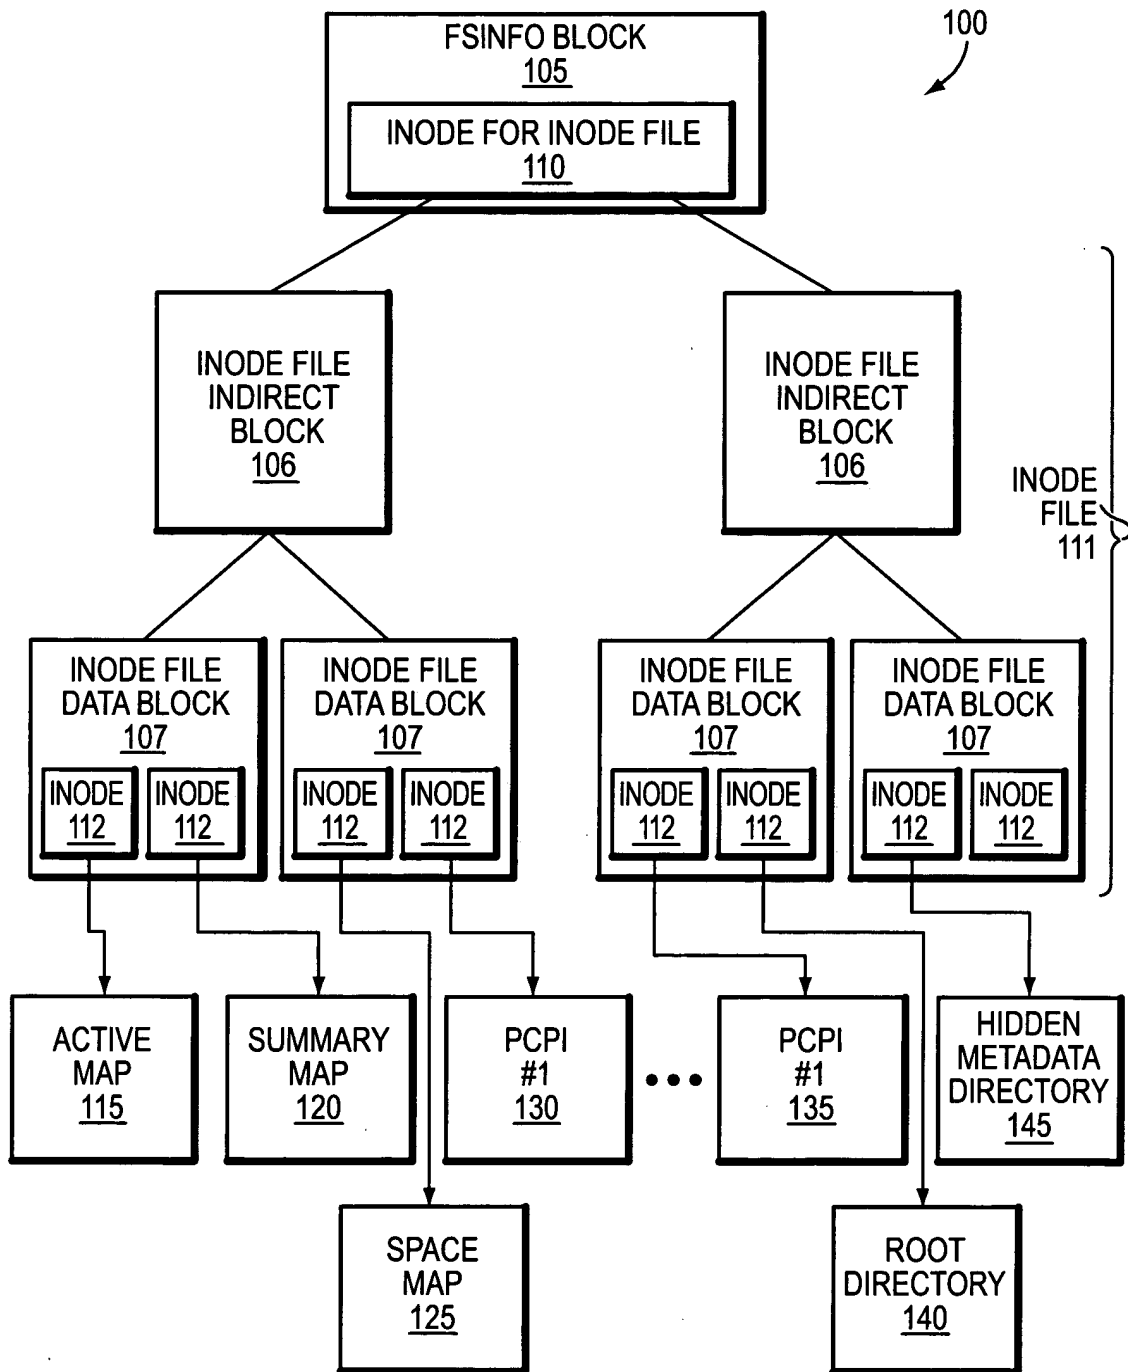 100
FSINFO BLOCK
105
INODE FOR INODE FILE
110
INODE FILE
INDIRECT
BLOCK
106
INODE FILE
INDIRECT
BLOCK
106
INODE
FILE
111
INODE FILE
DATA BLOCK
107
INODE
112
INODE
112
INODE FILE
DATA BLOCK
107
INODE
112
INODE
112
INODE FILE
DATA BLOCK
107
INODE
112
INODE
112
INODE FILE
DATA BLOCK
107
INODE
112
INODE
112
ACTIVE
MAP
115
SUMMARY
MAP
120
PCPI
#1
130
PCPI
#1
135
HIDDEN
METADATA
DIRECTORY
145
SPACE
MAP
125
ROOT
DIRECTORY
140